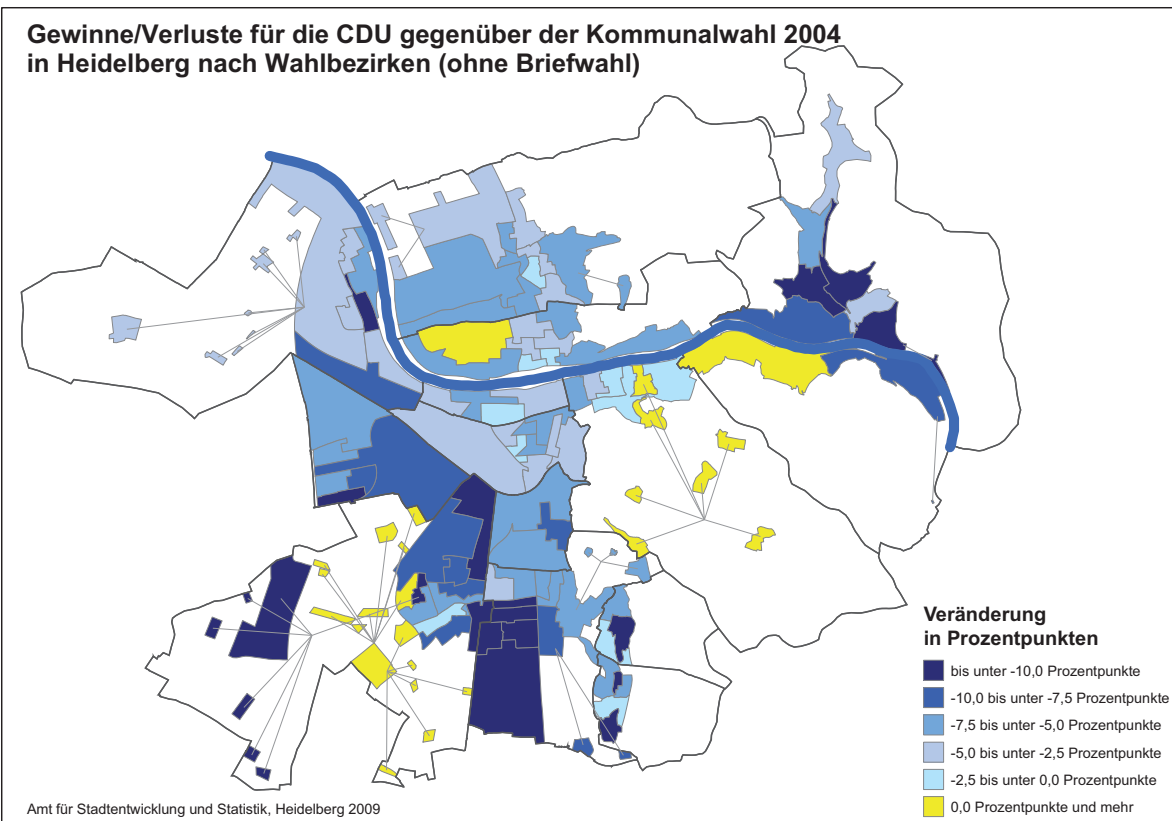 Gewinne/Verluste für die CDU gegenüber der Kommunalwahl 2004
in Heidelberg nach Wahlbezirken (ohne Briefwahl)
Veränderung
in Prozentpunkten
bis unter -10,0 Prozentpunkte
-10,0 bis unter -7,5 Prozentpunkte
-7,5 bis unter -5,0 Prozentpunkte
-5,0 bis unter -2,5 Prozentpunkte
-2,5 bis unter 0,0 Prozentpunkte
0,0 Prozentpunkte und mehr
Amt für Stadtentwicklung und Statistik, Heidelberg 2009